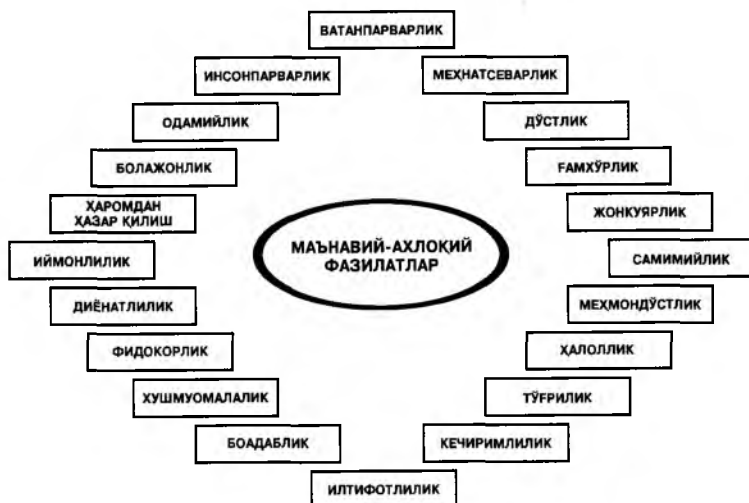 ВАТАНПАРВАРЛИК
ИНСОНПАРВАРЛИК
МЕҲНАТСЕВАРЛИК
ОДАМИЙЛИК
ДЎСТЛИК
БОЛАЖОНЛИК
ҒАМХЎРЛИК
ҲАРОМДАН
ҲАЗАР ҚИЛИШ
ЖОНКУЯРЛИК
МАЪНАВИЙ-АХЛОҚИЙ
ФАЗИЛАТЛАР
ИЙМОНЛИЛИК
САМИМИЙЛИК
ДИЁНАТЛИЛИК
МЕҲМОНДЎСТЛИК
ФИДОКОРЛИК
ҲАЛОЛЛИК
ХУШМУОМАЛАЛИК
ТЎҒРИЛИК
БОАДАБЛИК
КЕЧИРИМЛИЛИК
ИЛТИФОТЛИЛИК